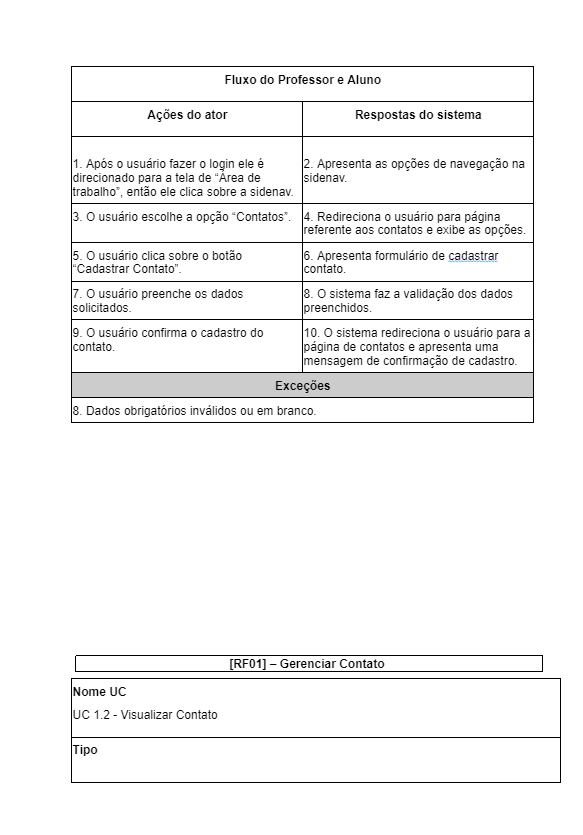 Fluxo do Professor e Aluno
Ações do ator
Respostas do sistema
1. Após o usuário fazer o login ele é
direcionado para a tela de “Área de
trabalho”, então ele clica sobre a sidenav.
2. Apresenta as opções de navegação na
sidenav.
3. O usuário escolhe a opção “Contatos”.
4. Redireciona o usuário para página
referente aos contatos e exibe as opções.
5. O usuário clica sobre o botão
“Cadastrar Contato”.
6. Apresenta formulário de cadastrar
contato.
7. O usuário preenche os dados
solicitados.
8. O sistema faz a validação dos dados
preenchidos.
9. O usuário confirma o cadastro do
contato.
10. O sistema redireciona o usuário para a
página de contatos e apresenta uma
mensagem de confirmação de cadastro.
Exceções
8. Dados obrigatórios inválidos ou em branco.
[RF01] – Gerenciar Contato
Nome UC
UC 1.2 - Visualizar Contato
Tipo